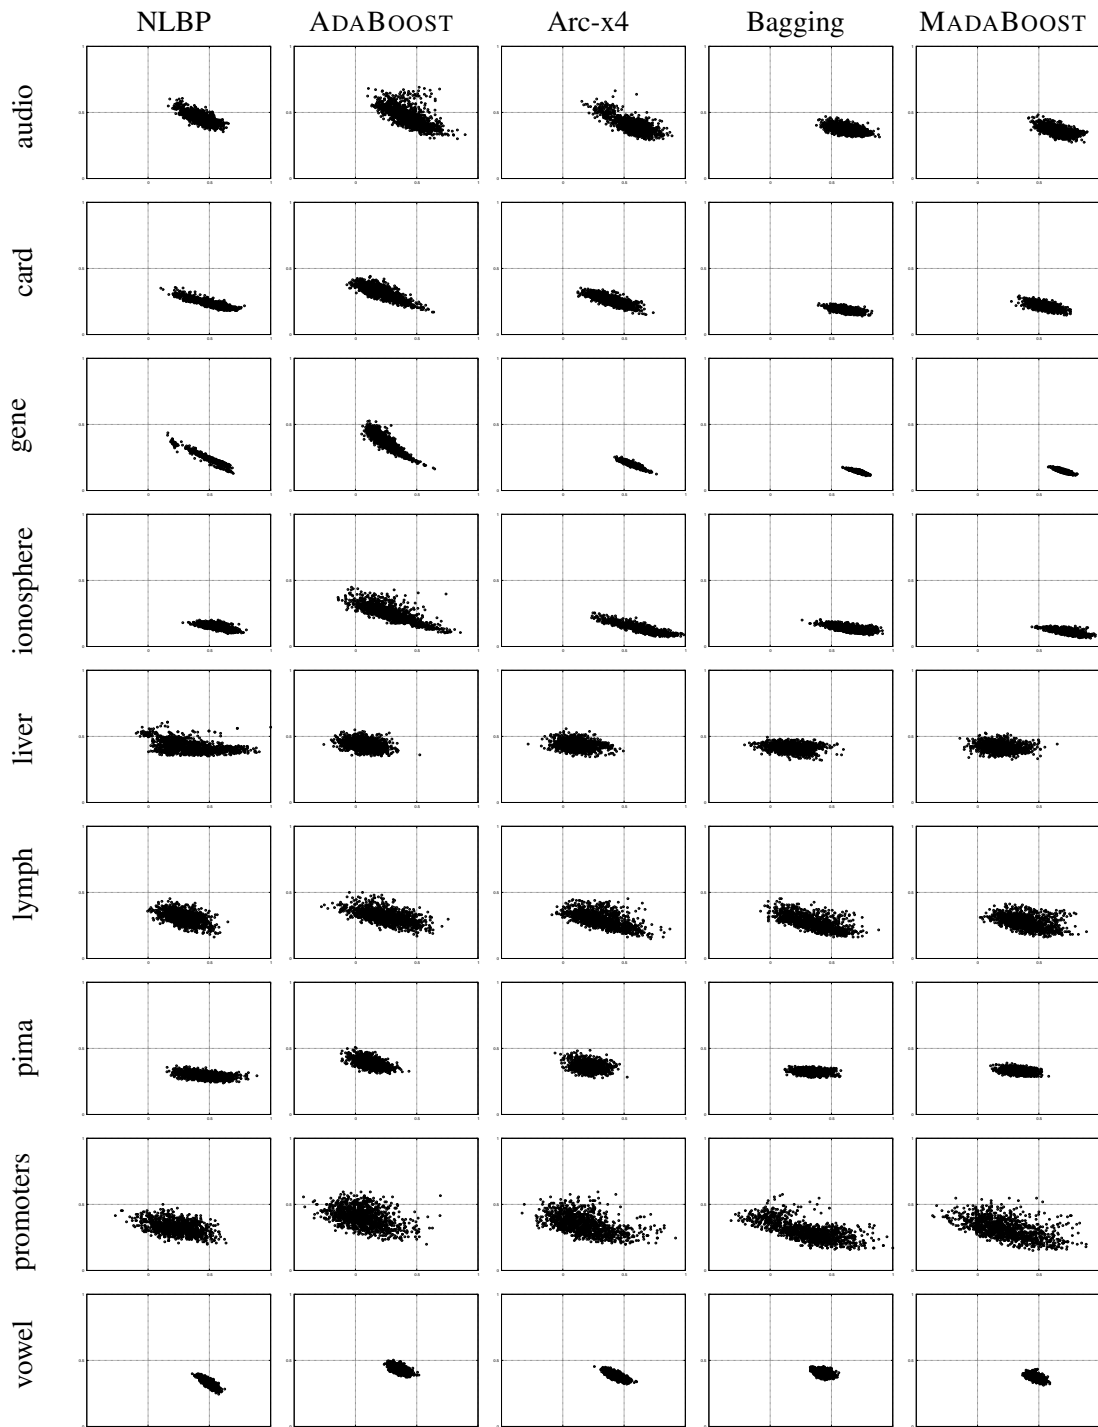 NLBP ADABOOST Arc-x4 Bagging MADABOOST
audio
card
gene
ionosphere
liver
lymph
pima
promoters
vowel